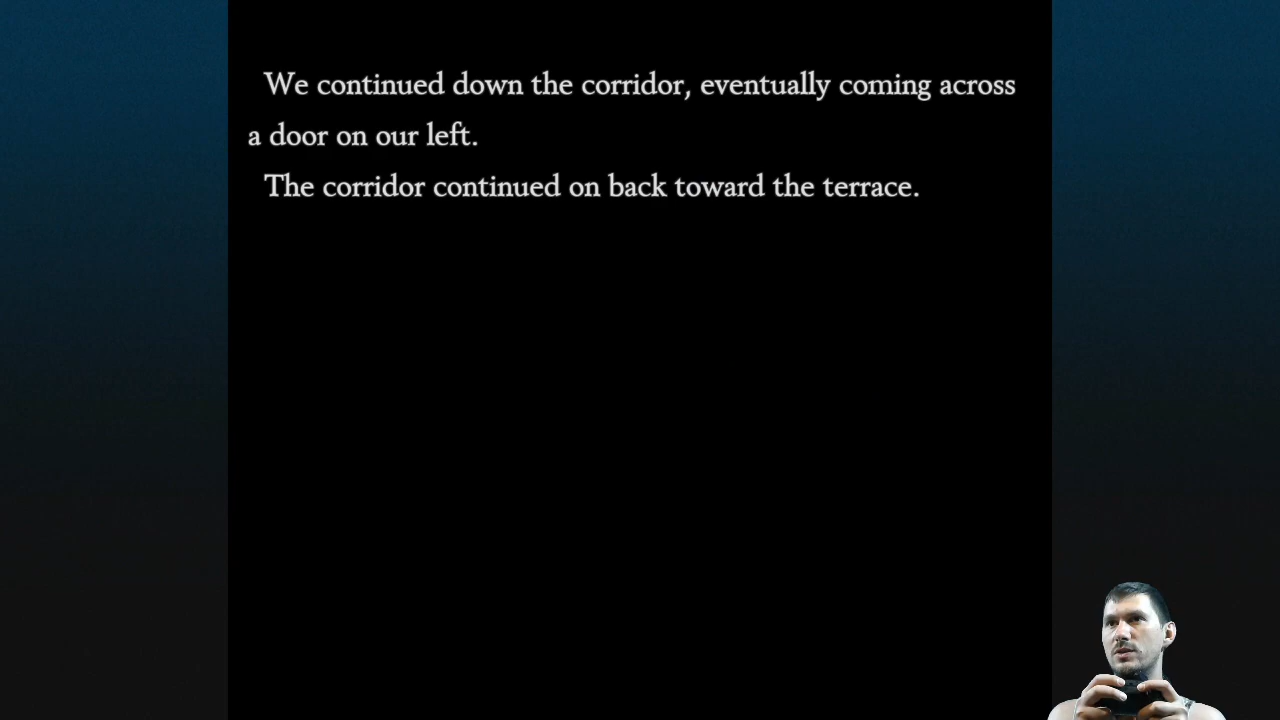 We continued down the corridor, eventually coming across
a door on our left.
The corridor continued on back toward the terrace.